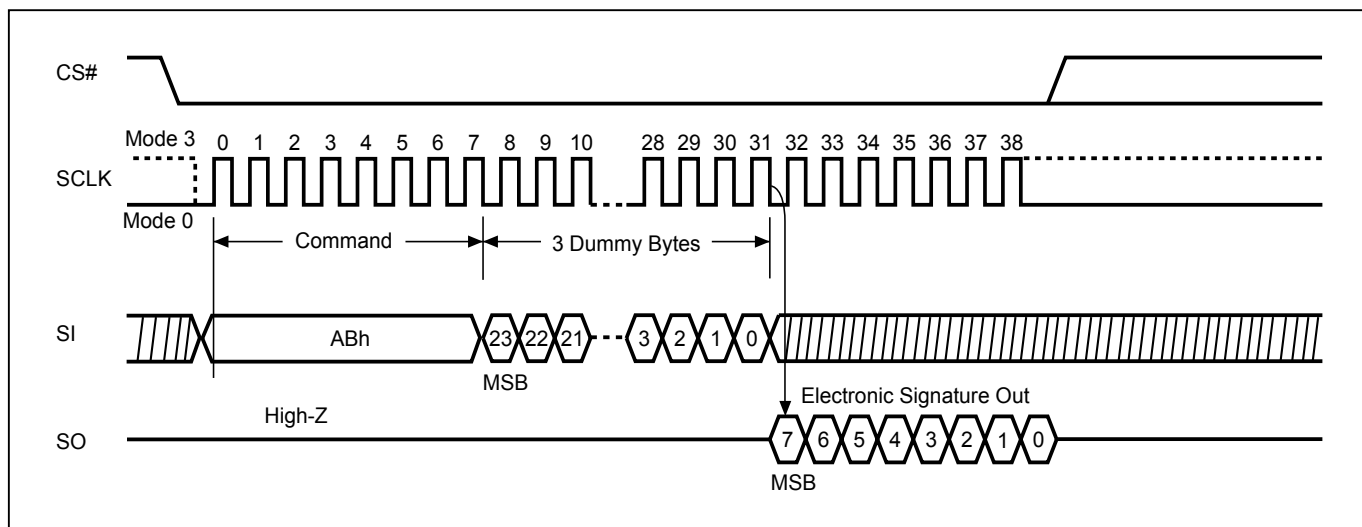 CS#
Mode 3
0 1 2 3 4 5 6 7 8 9 10 28 29 30 31 32 33 34 35 36 37 38
SCLK
Mode 0
Command
3 Dummy Bytes
SI
ABh
23 22 21 3 2 1 0
MSB
Electronic Signature Out
High-Z
SO
7 6 5 4 3 2 1 0
MSB